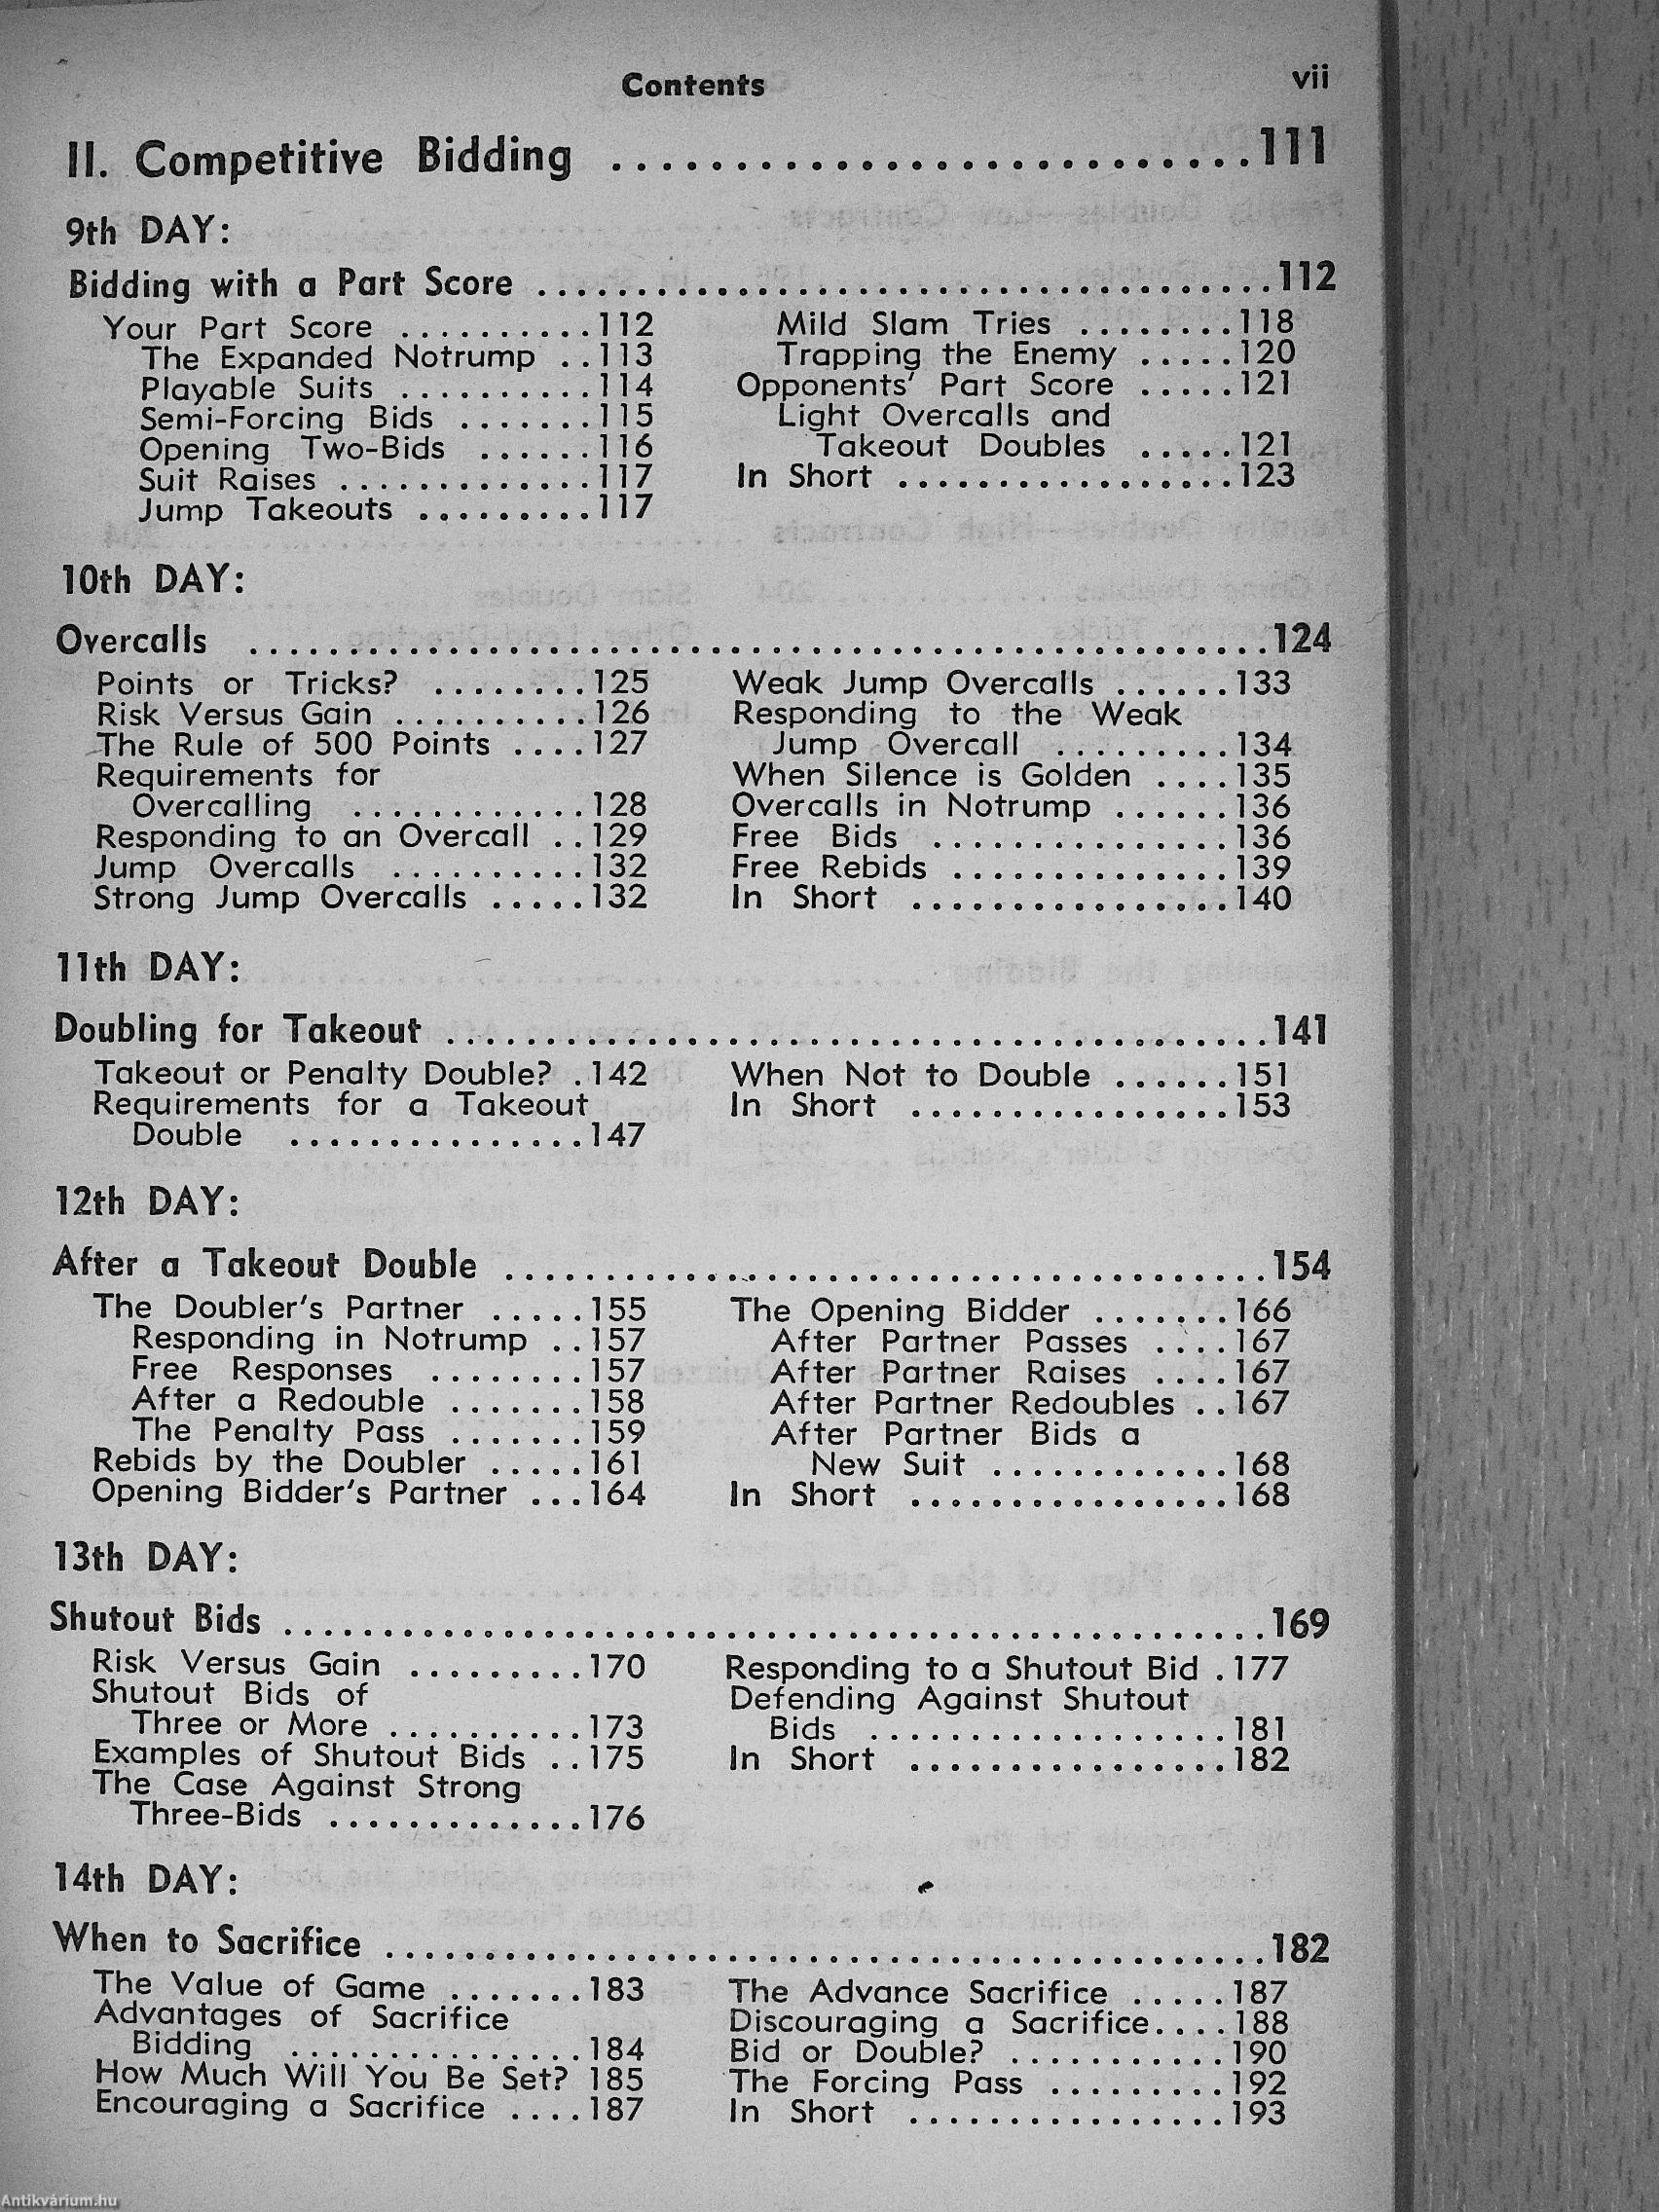 Contents vii
II. Competitive Bidding ................................111
9th DAY:
Bidding with a Part Score .....................................112
Your Part Score ..........112
The Expanded Notrump ..113
Playable Suits ..........114
Semi-Forcing Bids .......115
Opening Two-Bids ......116
Suit Raises .............117
Jump Takeouts .........117
Mild Slam Tries ........118
Trapping the Enemy .....120
Opponents' Part Score .....121
Light Overcalls and
Takeout Doubles .....121
In Short .................123
10th DAY:
Overcalls ...................................................124
Points or Tricks? ........125
Risk Versus Gain ..........126
The Rule of 500 Points ....127
Requirements for
Overcalling ............128
Responding to an Overcall ..129
Jump Overcalls ..........132
Strong Jump Overcalls .....132
Weak Jump Overcalls ......133
Responding to the Weak
Jump Overcall .........134
When Silence is Golden ....135
Overcalls in Notrump ......136
Free Bids ...............136
Free Rebids ..............139
In Short ................140
11th DAY:
Doubling for Takeout .........................................141
Takeout or Penalty Double? .142
Requirements for a Takeout
Double ...............147
When Not to Double ......151
In Short ................153
12th DAY:
After a Takeout Double ......................................154
The Doubler's Partner .....155
Responding in Notrump ..157
Free Responses ........157
After a Redouble .......158
The Penalty Pass .......159
Rebids by the Doubler .....161
Opening Bidder's Partner ...164
The Opening Bidder .......166
After Partner Passes ....167
After Partner Raises ....167
After Partner Redoubles ..167
After Partner Bids a
New Suit ............168
In Short ................168
13th DAY:
Shutout Bids .................................................169
Risk Versus Gain .........170
Shutout Bids of
Three or More ..........173
Examples of Shutout Bids ..175
The Case Against Strong
Three-Bids .............176
Responding to a Shutout Bid .177
Defending Against Shutout
Bids ..................181
In Short ................182
14th DAY:
When to Sacrifice ............................................182
The Value of Game .......183
Advantages of Sacrifice
Bidding ...............184
How Much Will You Be Set? 185
Encouraging a Sacrifice ....187
The Advance Sacrifice .....187
Discouraging a Sacrifice....188
Bid or Double? ...........190
The Forcing Pass .........192
In Short ................193
Antikvárium.hu